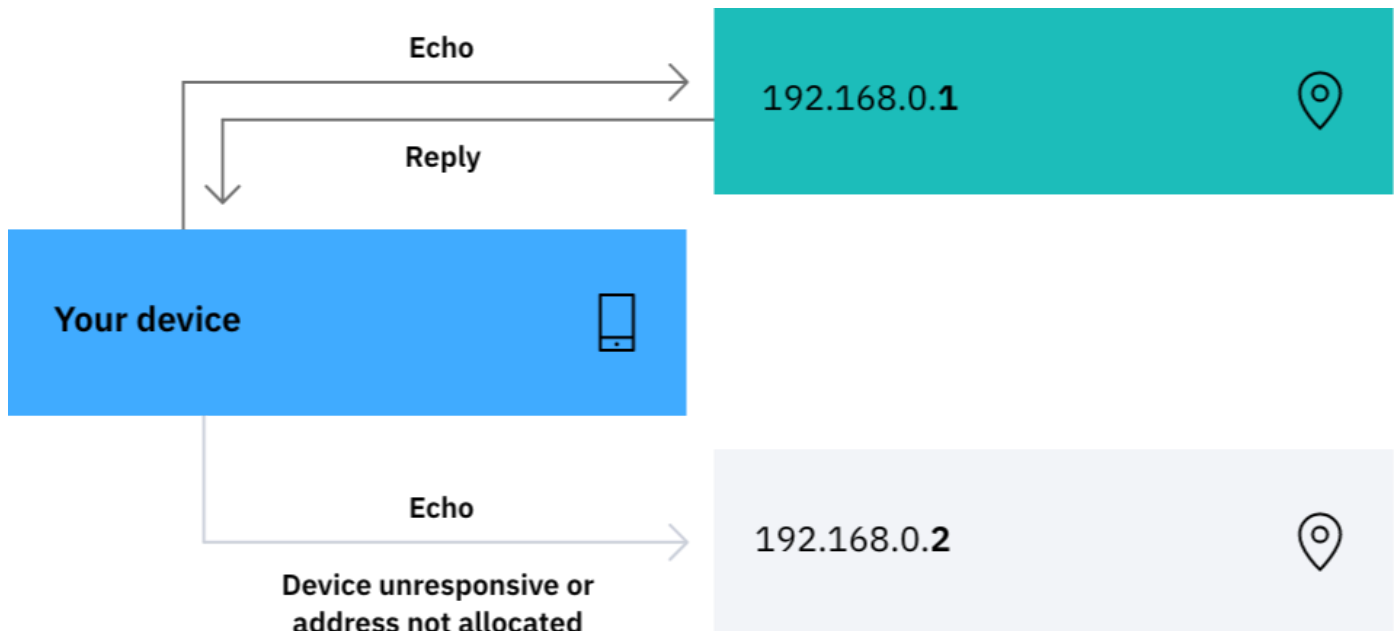 Echo
192.168.0.1
Reply
Your device
Echo
192.168.0.2
Device unresponsive or
address not allocated